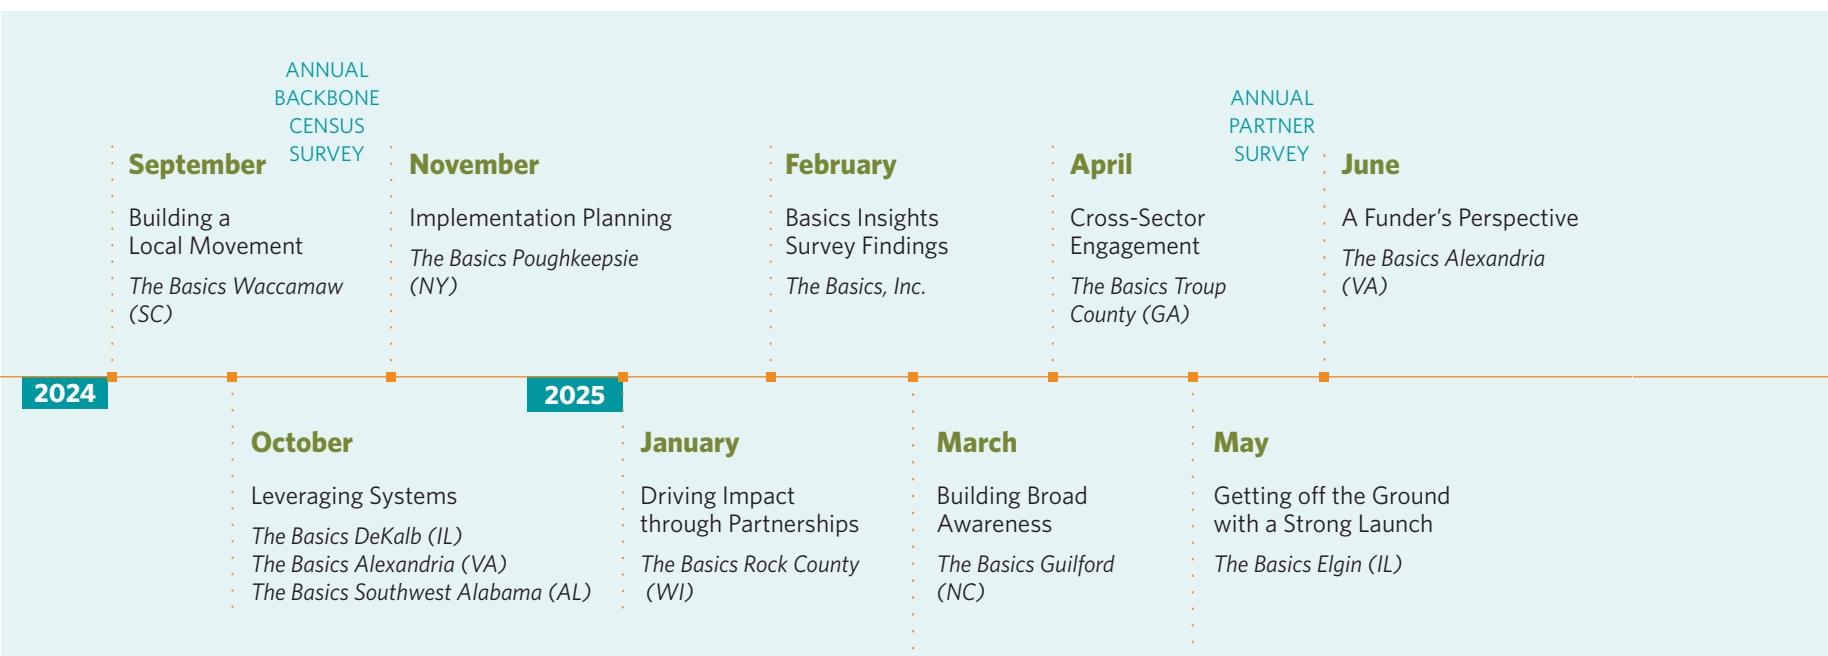 ANNUAL
BACKBONE
CENSUS
SURVEY
ANNUAL
PARTNER
SURVEY
September
Building a
Local Movement
The Basics Waccamaw
(SC)
November
Implementation Planning
The Basics Poughkeepsie
(NY)
February
Basics Insights
Survey Findings
The Basics, Inc.
April
Cross-Sector
Engagement
The Basics Troup
County (GA)
June
A Funder’s Perspective
The Basics Alexandria
(VA)
2024
2025
October
Leveraging Systems
The Basics DeKalb (IL)
The Basics Alexandria (VA)
The Basics Southwest Alabama (AL)
January
Driving Impact
through Partnerships
The Basics Rock County
(WI)
March
Building Broad
Awareness
The Basics Guilford
(NC)
May
Getting off the Ground
with a Strong Launch
The Basics Elgin (IL)